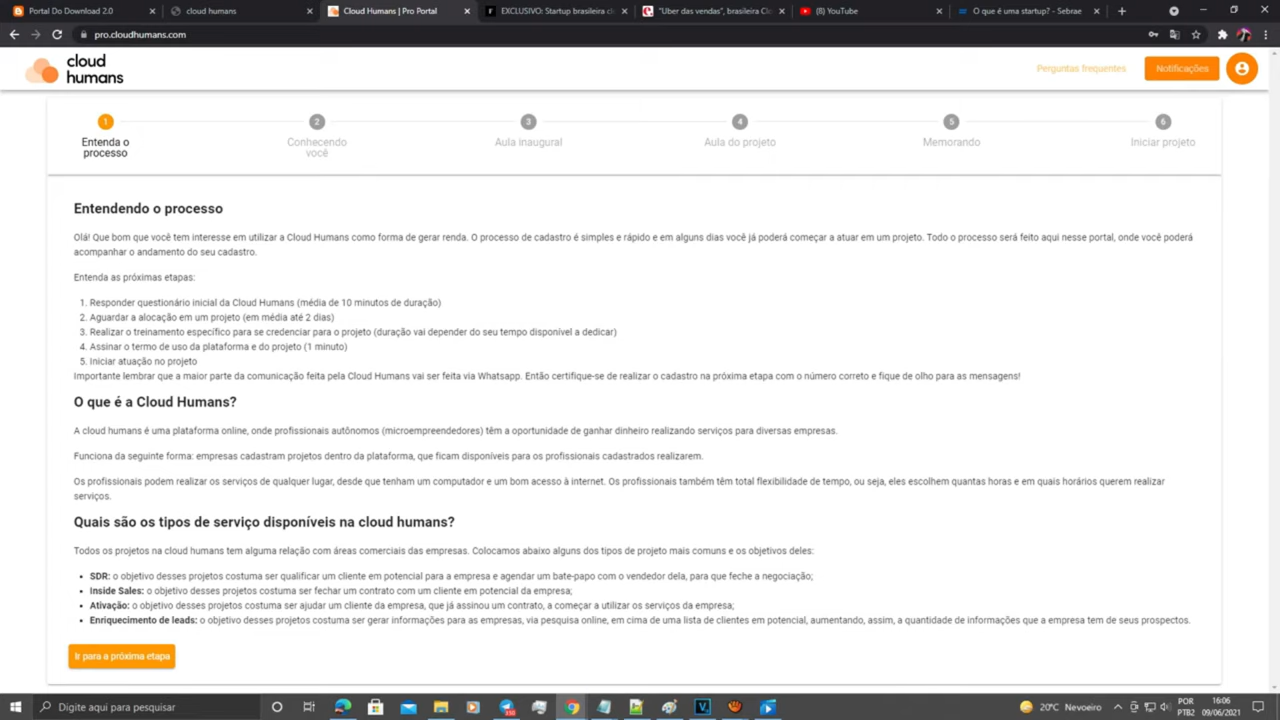 Portal Do Download 2.0:
cloud humans
Cloud Humans | Pro Portal
EXCLUSIVO: Startup brasileira cl
"Uber das vendas", brasileira Clo
(8) YouTube
O que é uma startup? - Sebrae
pro.cloudhumans.com
cloud
humans
Perguntas frequentes
Notificações
1
2
3
4
5
6
Entenda o
processo
Conhecendo
você
Aula inaugural
Aula do projeto
Memorando
Iniciar projeto
Entendendo o processo
Olá! Que bom que você tem interesse em utilizar a Cloud Humans como forma de gerar renda. O processo de cadastro é simples e rápido e em alguns dias você já poderá começar a atuar em um projeto. Todo o processo será feito aqui nesse portal, onde você poderá
acompanhar o andamento do seu cadastro.
Entenda as próximas etapas:
1. Responder questionário inicial da Cloud Humans (média de 10 minutos de duração)
2. Aguardar a alocação em um projeto (em média até 2 dias)
3. Realizar o treinamento específico para se credenciar para o projeto (duração vai depender do seu tempo disponível a dedicar)
4. Assinar o termo de uso da plataforma e do projeto (1 minuto)
5. Iniciar atuação no projeto
Importante lembrar que a maior parte da comunicação feita pela Cloud Humans vai ser feita via Whatsapp. Então certifique-se de realizar o cadastro na próxima etapa com o número correto e fique de olho para as mensagens!
O que é a Cloud Humans?
A cloud humans é uma plataforma online, onde profissionais autônomos (microempreendedores) têm a oportunidade de ganhar dinheiro realizando serviços para diversas empresas.
Funciona da seguinte forma: empresas cadastram projetos dentro da plataforma, que ficam disponíveis para os profissionais cadastrados realizarem.
Os profissionais podem realizar os serviços de qualquer lugar, desde que tenham um computador e um bom acesso à internet. Os profissionais também têm total flexibilidade de tempo, ou seja, eles escolhem quantas horas e em quais horários querem realizar
serviços.
Quais são os tipos de serviço disponíveis na cloud humans?
Todos os projetos na cloud humans tem alguma relação com áreas comerciais das empresas. Colocamos abaixo alguns dos tipos de projeto mais comuns e os objetivos deles:
SDR: o objetivo desses projetos costuma ser qualificar um cliente em potencial para a empresa e agendar um bate-papo com o vendedor dela, para que feche a negociação;
Inside Sales: o objetivo desses projetos costuma ser fechar um contrato com um cliente em potencial da empresa;
Ativação: o objetivo desses projetos costuma ser ajudar um cliente da empresa, que já assinou um contrato, a começar a utilizar os serviços da empresa;
Enriquecimento de leads: o objetivo desses projetos costuma ser gerar informações para as empresas, via pesquisa online, em cima de uma lista de clientes em potencial, aumentando, assim, a quantidade de informações que a empresa tem de seus prospectos.
Ir para a próxima etapa
Digite aqui para pesquisar
20°C Nevoeiro
POR
PTB2
16:06
09/06/2021